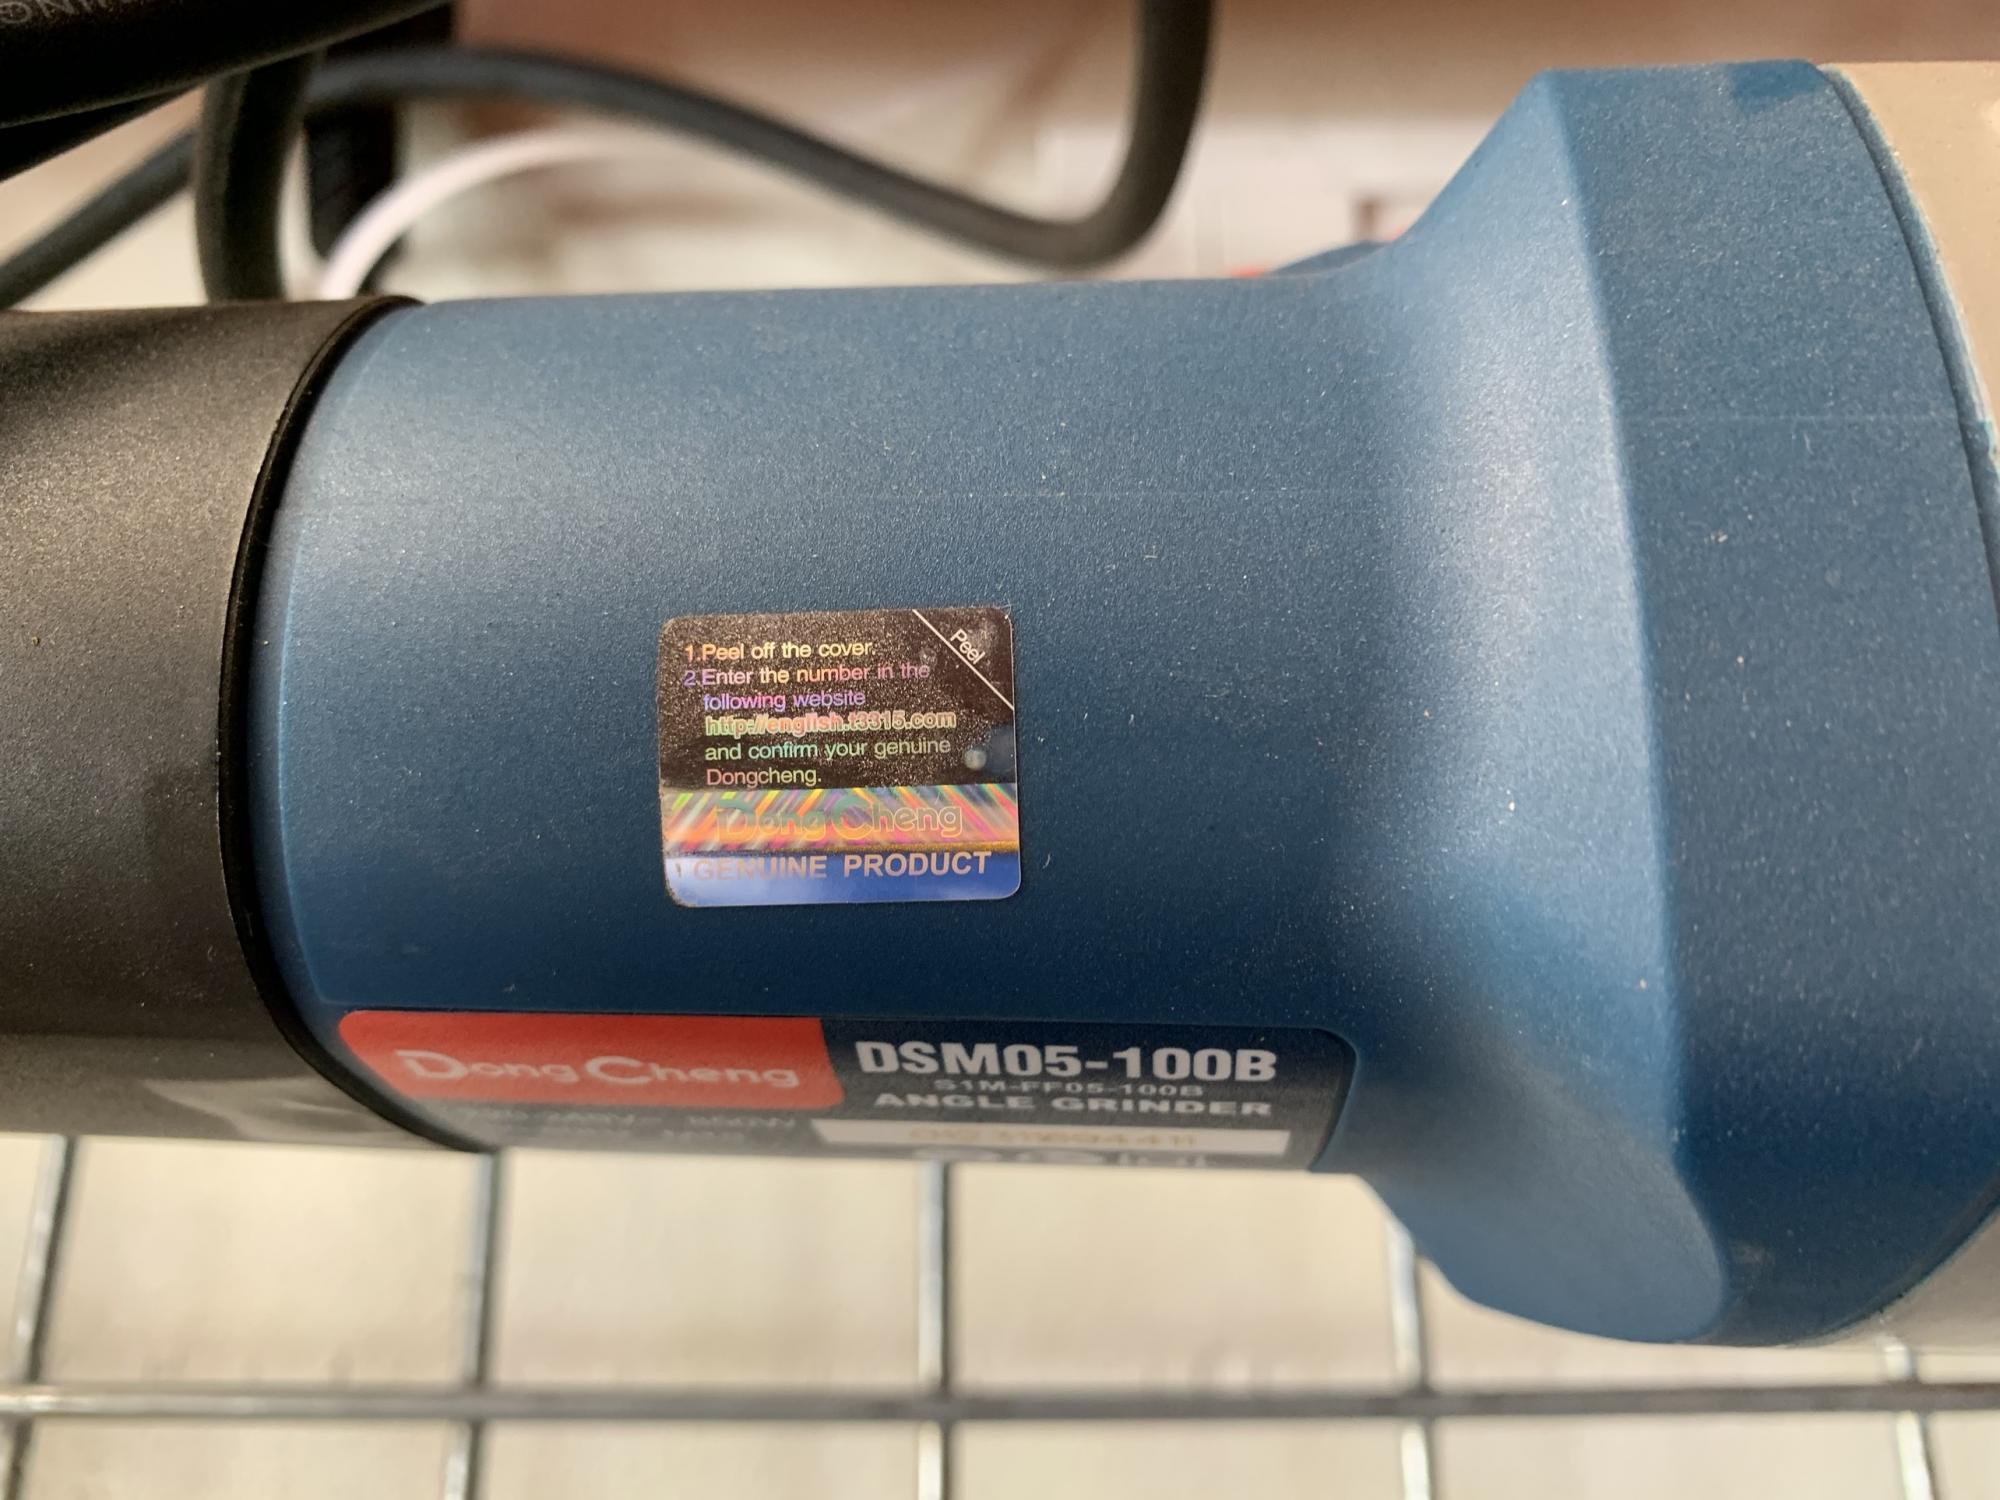 1.Peel off the cover.
Peel
2.Enter the number in the
following website
http://english.t3315.com
and confirm your genuine
Dongcheng.
DongCheng
GENUINE PRODUCT
DongCheng
DSM05-100B
S1M-FF05-100B
ANGLE GRINDER